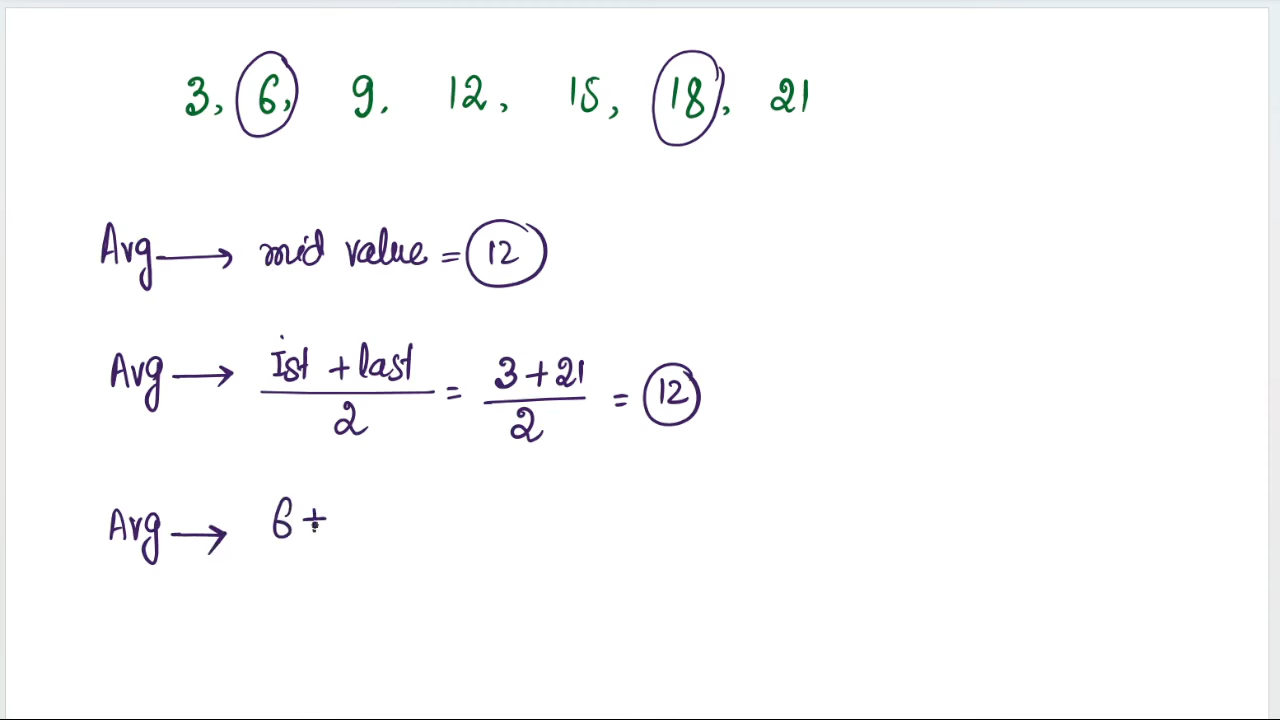 3, 6, 9, 12, 15, 18, 21
Avg → mid value = 12
Avg → Ist + last / 2 = 3 + 21 / 2 = 12
Avg → 6 +